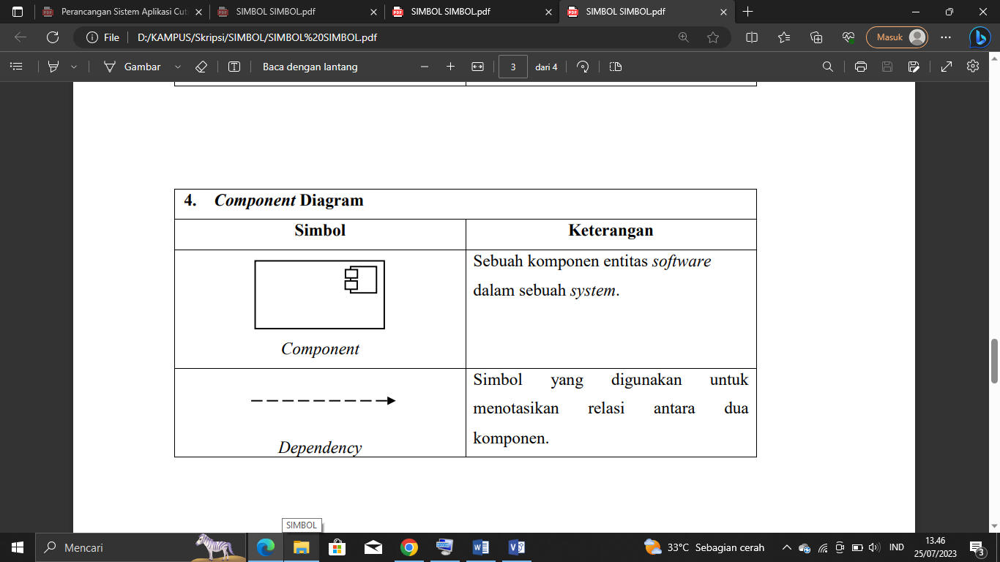 Perancangan Sistem Aplikasi Cut
SIMBOL SIMBOL.pdf
SIMBOL SIMBOL.pdf
SIMBOL SIMBOL.pdf
File
D:/KAMPUS/Skripsi/SIMBOL/SIMBOL%20SIMBOL.pdf
Masuk
Gambar
Baca dengan lantang
3
dari 4
4. Component Diagram
Simbol
Keterangan
Component
Sebuah komponen entitas software
dalam sebuah system.
Dependency
Simbol yang digunakan untuk
menotasikan relasi antara dua
komponen.
SIMBOL
Mencari
33°C Sebagian cerah
IND
13.46
25/07/2023
3